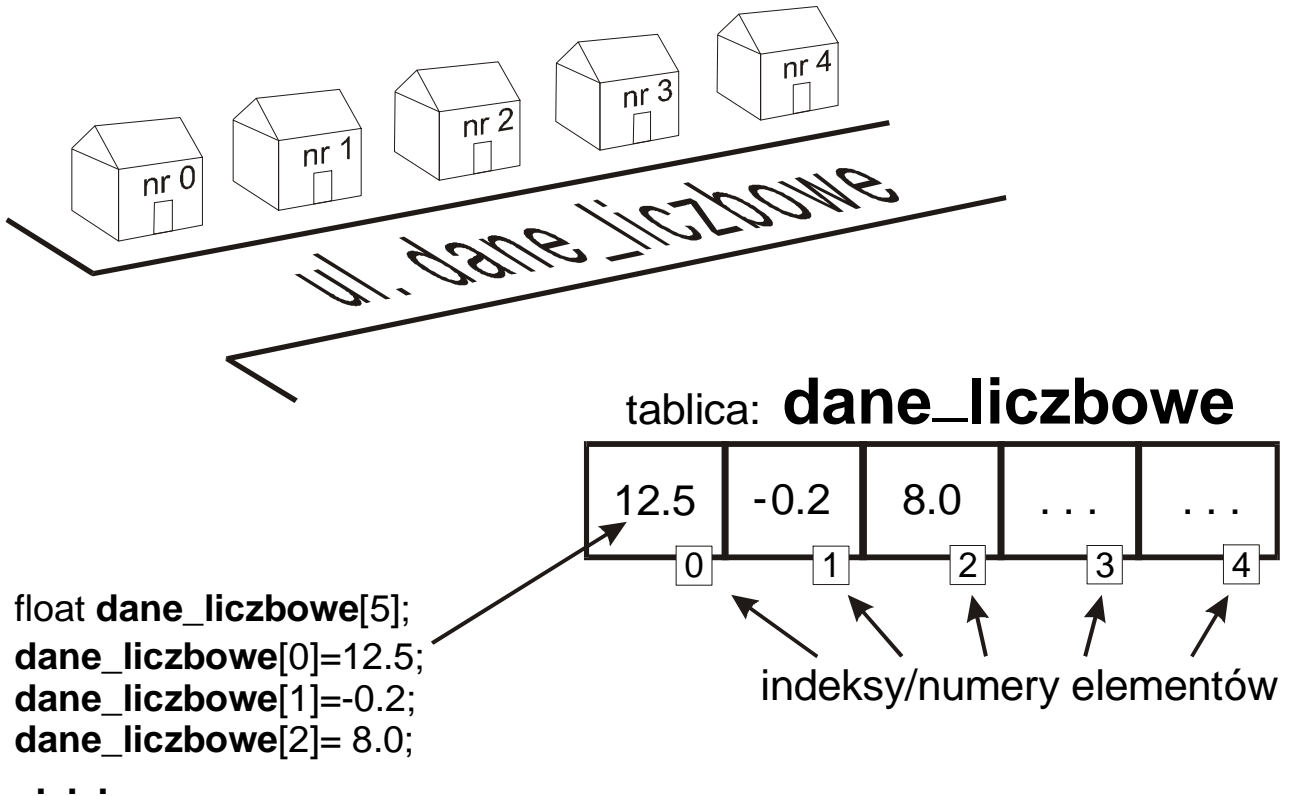 nr 0
nr 1
nr 2
nr 3
nr 4
ul. dane_liczbowe
tablica: dane_liczbowe
12.5 -0.2 8.0 . . . . . .
0 1 2 3 4
float dane_liczbowe[5];
dane_liczbowe[0]=12.5;
dane_liczbowe[1]=-0.2;
dane_liczbowe[2]= 8.0;
indeksy/numery elementów